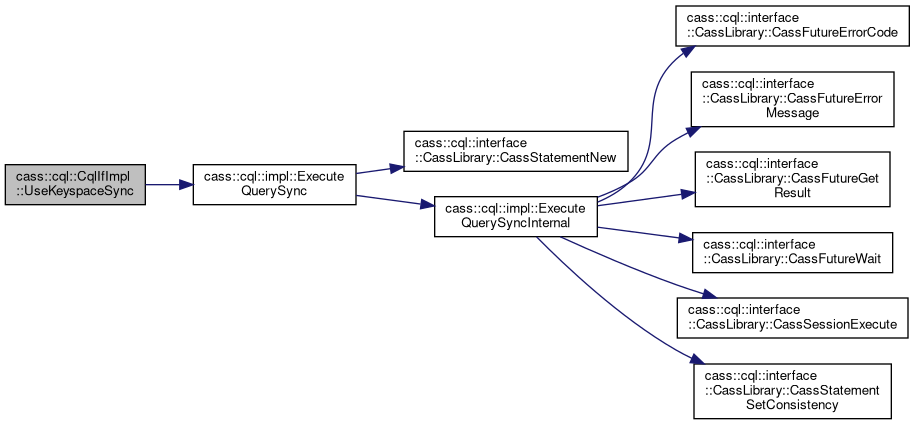 cass::cql::CqlIfImpl
::UseKeyspaceSync
cass::cql::impl::Execute
QuerySync
cass::cql::interface
::CassLibrary::CassStatementNew
cass::cql::impl::Execute
QuerySyncInternal
cass::cql::interface
::CassLibrary::CassFutureErrorCode
cass::cql::interface
::CassLibrary::CassFutureError
Message
cass::cql::interface
::CassLibrary::CassFutureGet
Result
cass::cql::interface
::CassLibrary::CassFutureWait
cass::cql::interface
::CassLibrary::CassSessionExecute
cass::cql::interface
::CassLibrary::CassStatement
SetConsistency